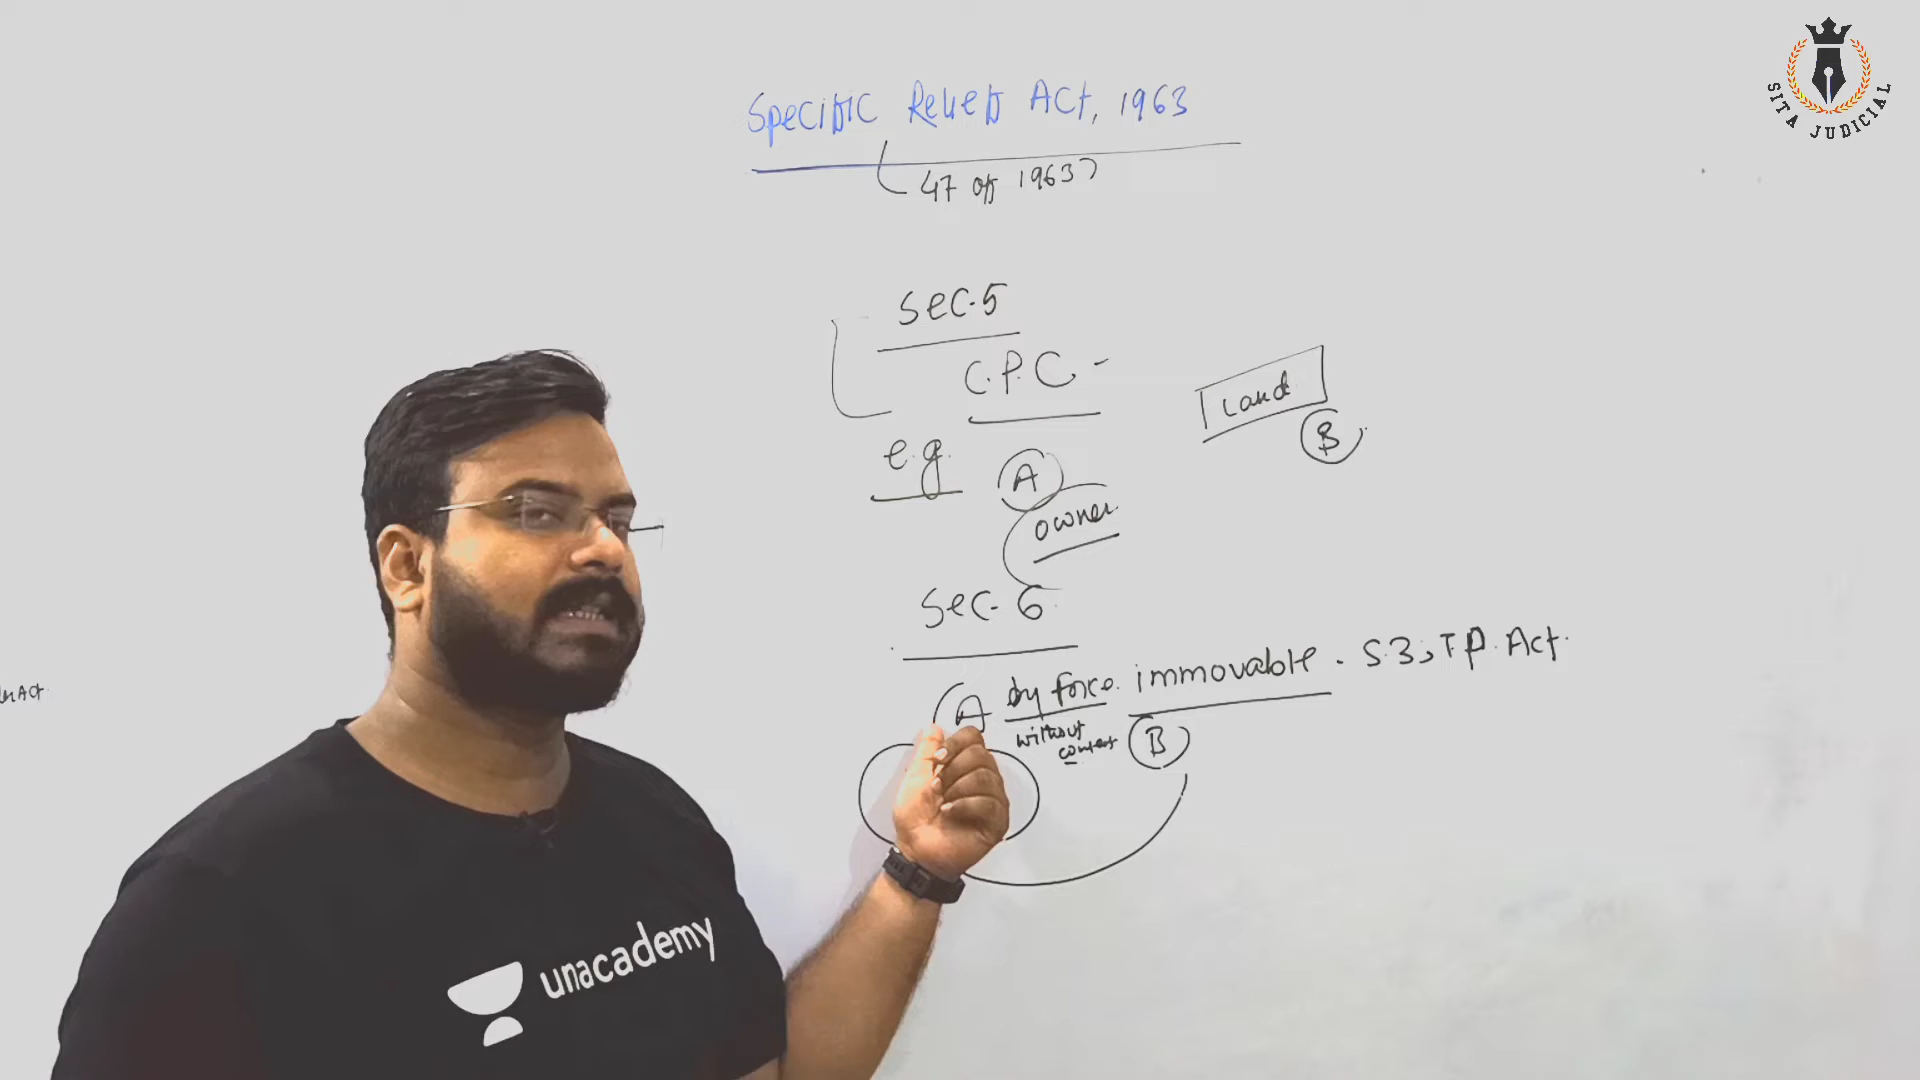 Specific Relief Act, 1963
47 of 1963)
Sec. 5
C.P.C. -
Land
B
e.g. A
owner
Sec. 6
A by force immovable - S.3, T.P. Act.
without
consent
B
Act
unacademy
SITA JUDICIAL